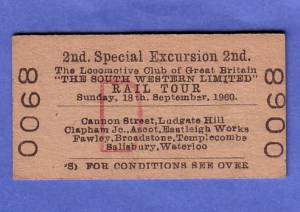 2nd. Special Excursion 2nd.
The Locomotive Club of Great Britain
"THE SOUTH WESTERN LIMITED"
RAIL TOUR
Sunday, 18th. September, 1960.
Cannon Street, Ludgate Hill
Clapham Jc., Ascot, Eastleigh Works
Fawley, Broadstone, Templecombe
Salisbury, Waterloo
(S) FOR CONDITIONS SEE OVER
0068
0068